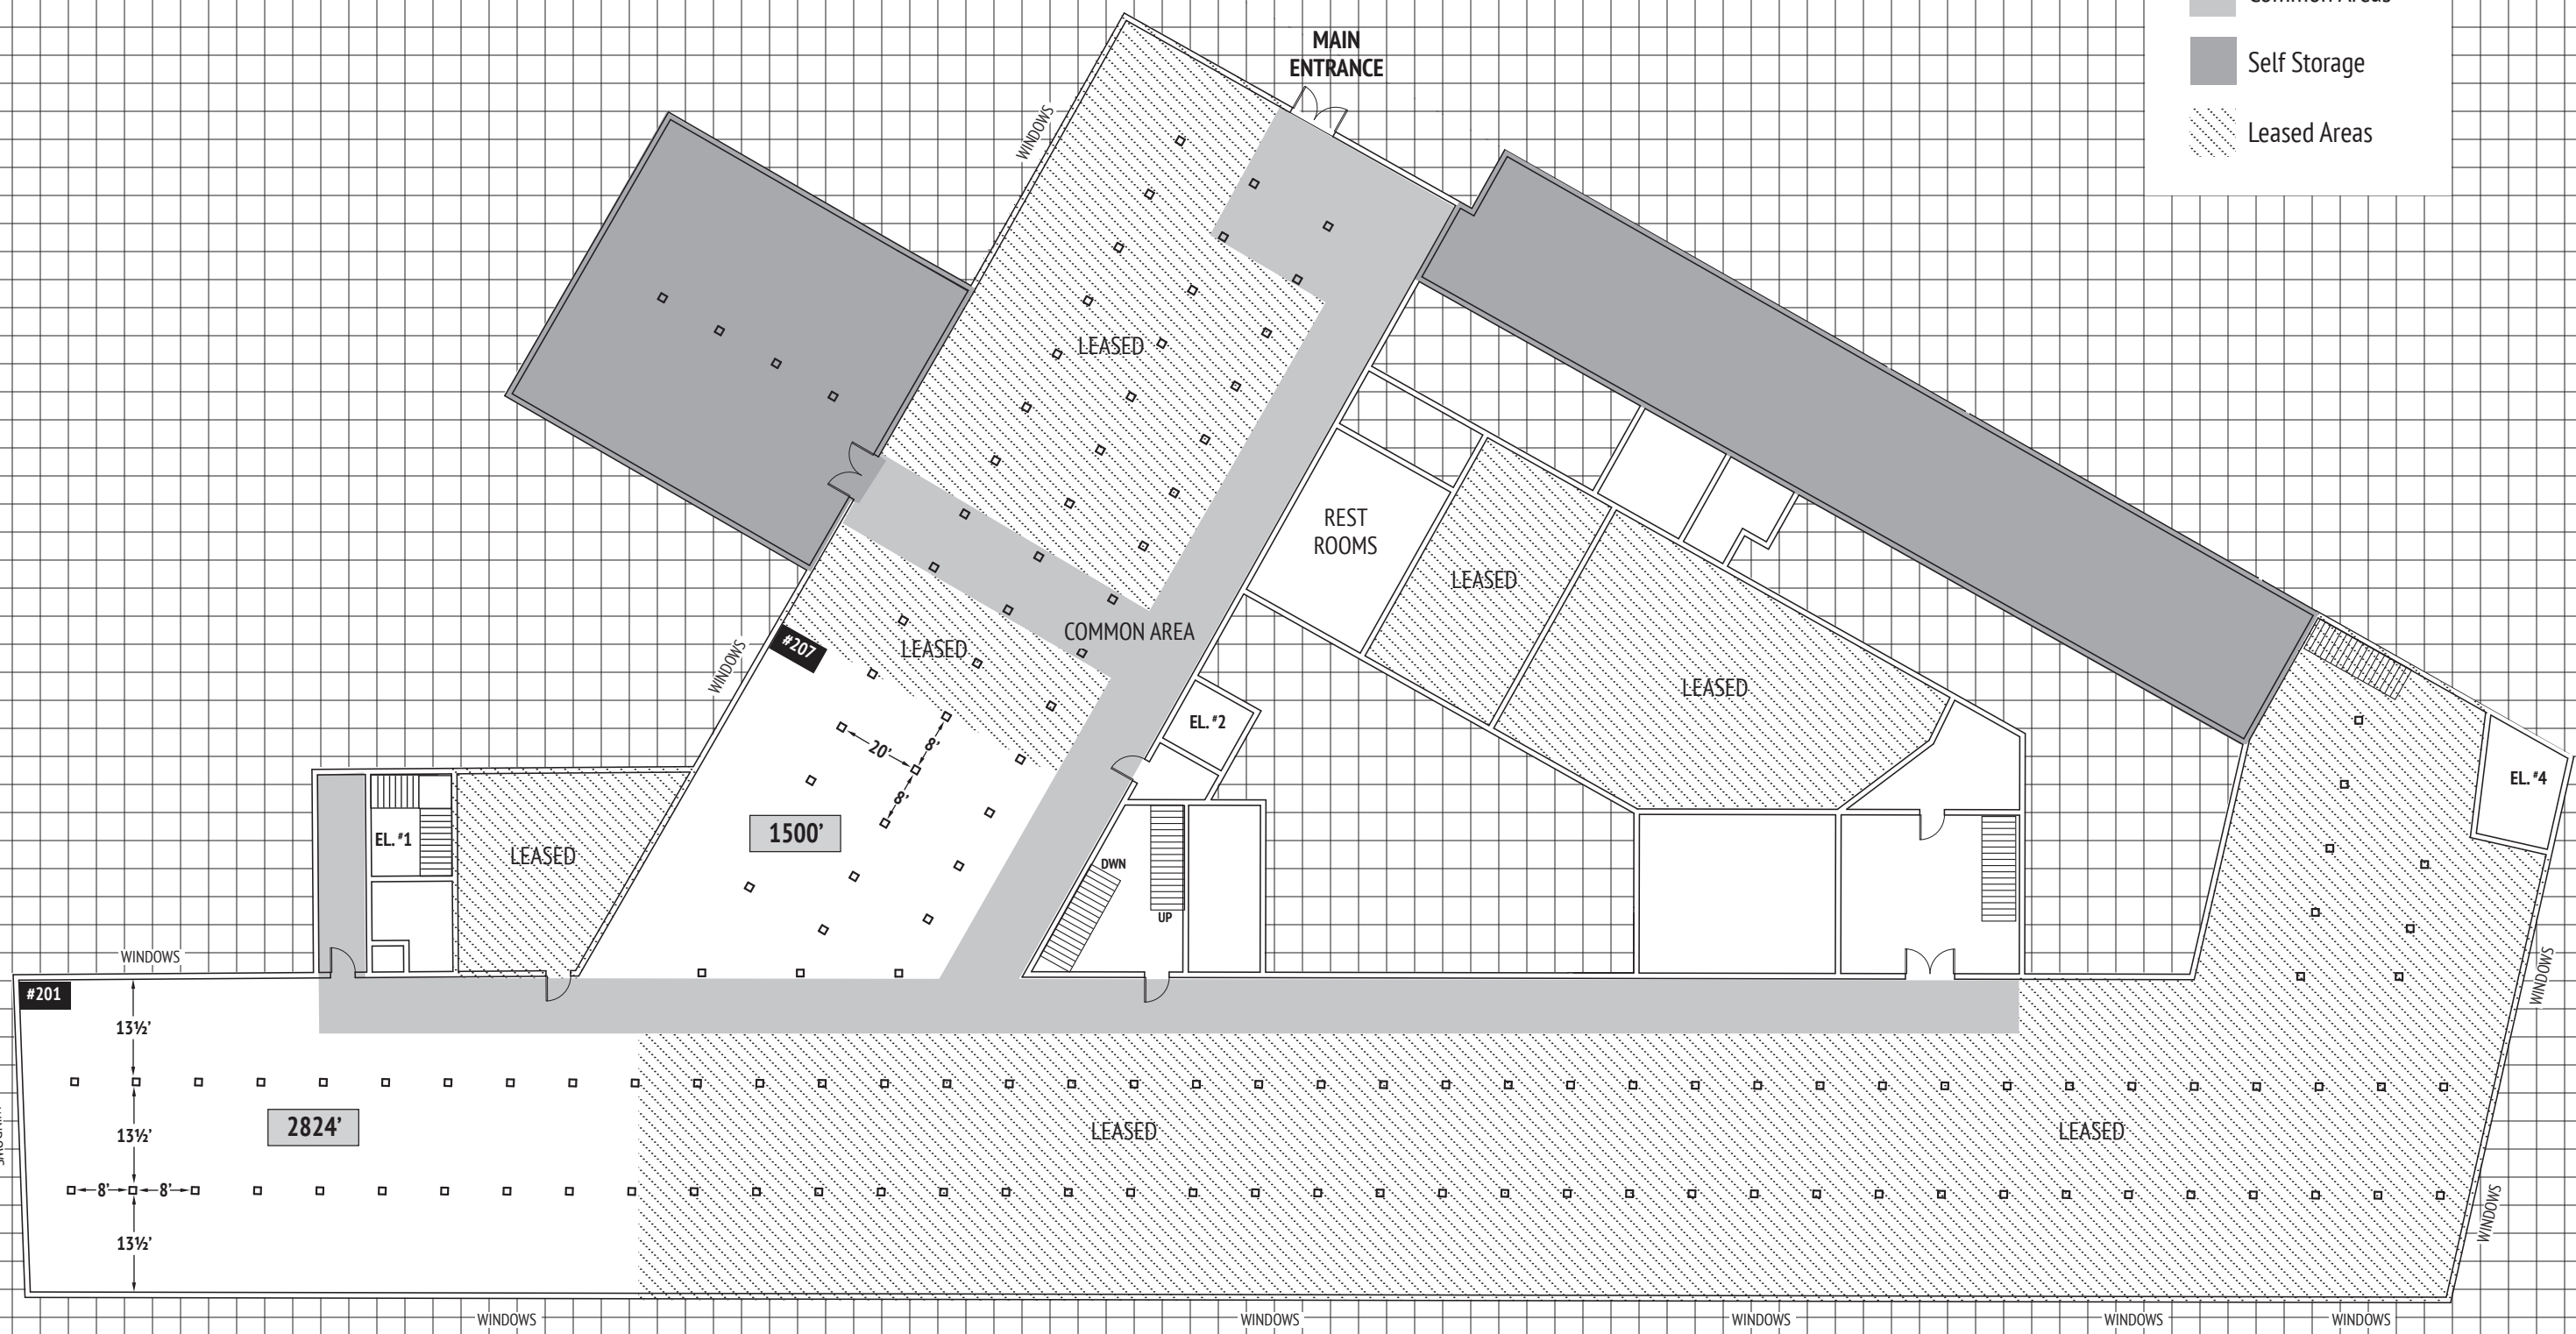 Common Areas
MAIN
ENTRANCE
Self Storage
WINDOWS
Leased Areas
LEASED
REST
ROOMS
LEASED
COMMON AREA
LEASED
#207
WINDOWS
LEASED
EL. #2
20'
8'
8'
EL. #4
1500'
EL. #1
LEASED
DWN
UP
WINDOWS
WINDOWS
#201
13½'
13½'
2824'
LEASED
LEASED
8'
8'
13½'
WINDOWS
WINDOWS
WINDOWS
WINDOWS
WINDOWS
WINDOWS